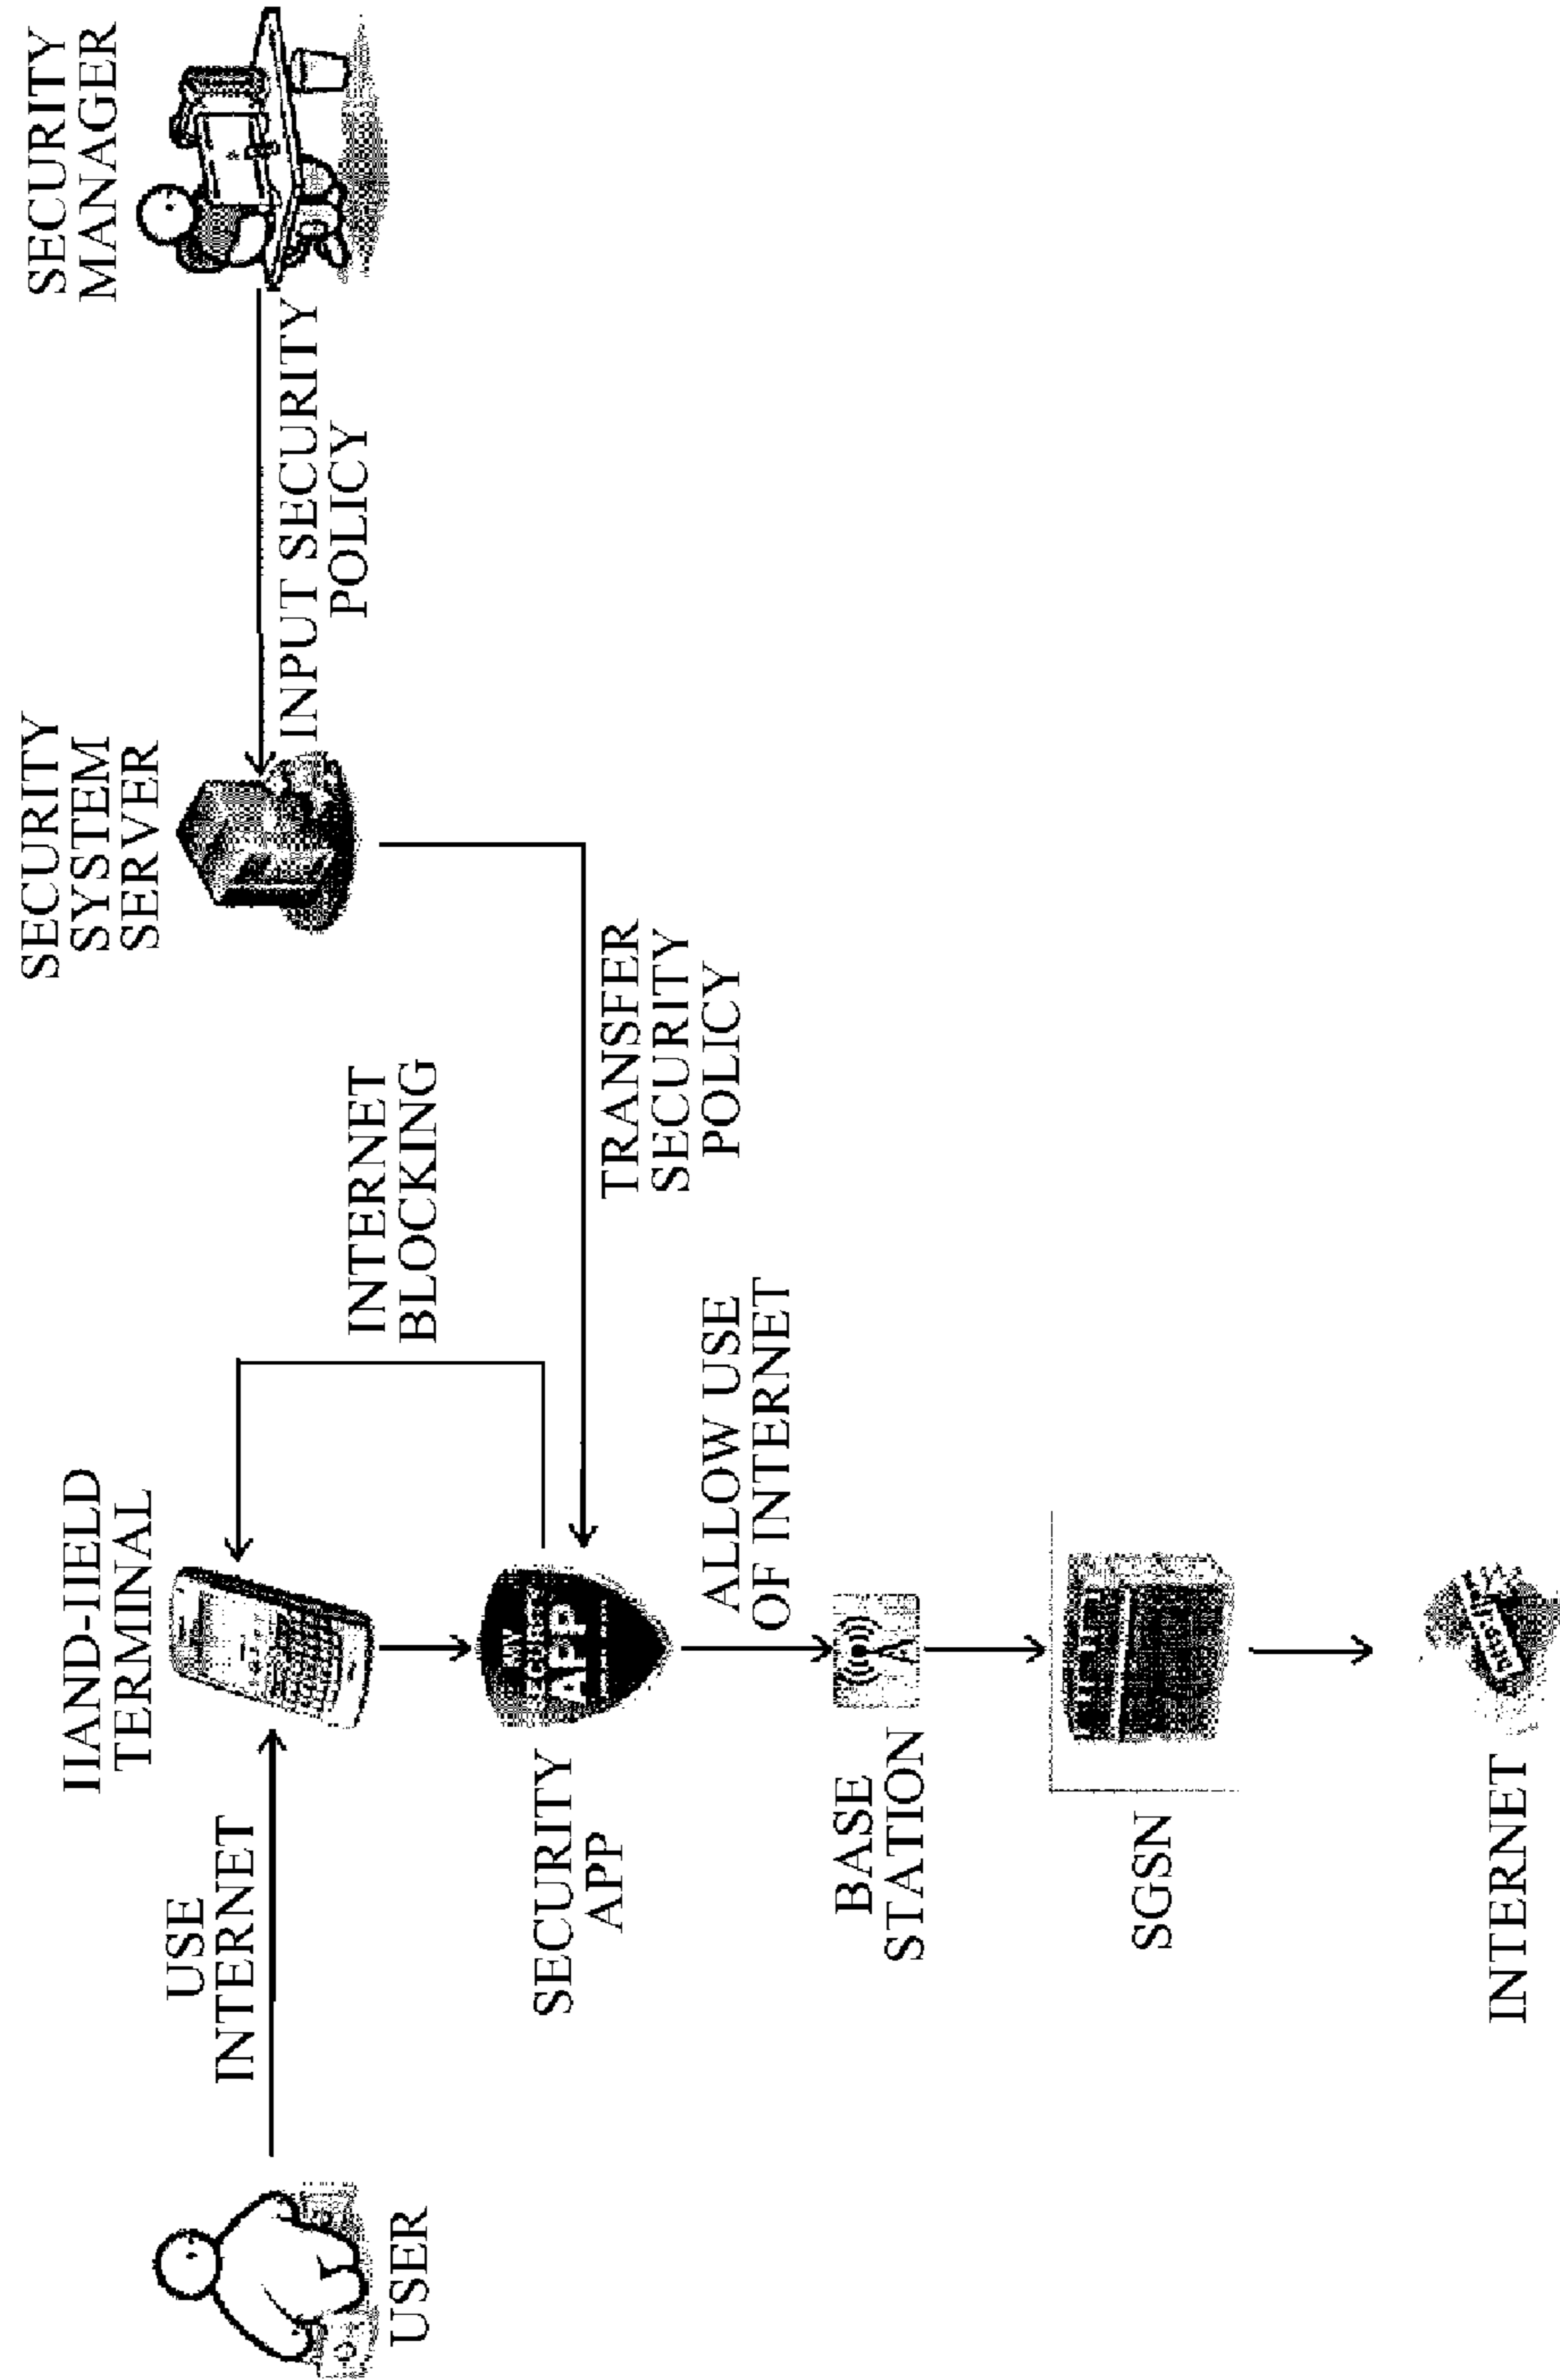 USER
USE
INTERNET
HAND-HELD
TERMINAL
INTERNET
BLOCKING
SECURITY
SYSTEM
SERVER
INPUT SECURITY
POLICY
SECURITY
MANAGER
SECURITY
APP
APP
TRANSFER
SECURITY
POLICY
ALLOW USE
OF INTERNET
BASE
STATION
SGSN
INTERNET